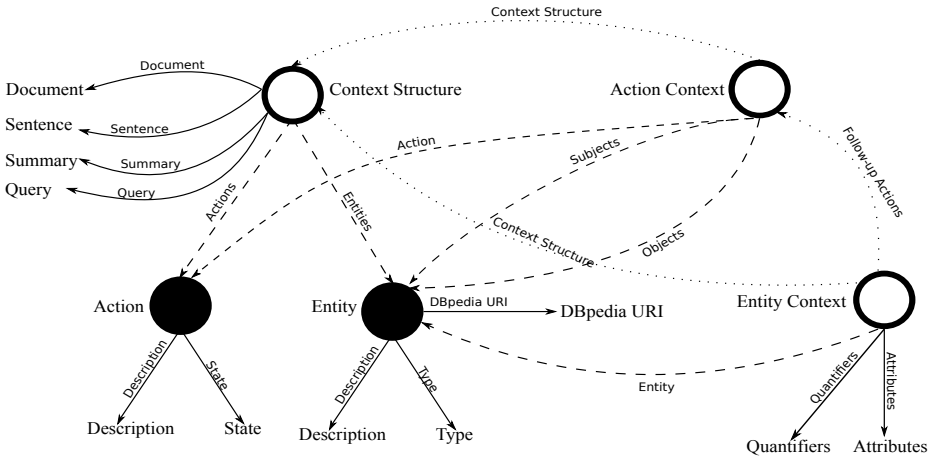 Context Structure
Document
Document
Context Structure
Action Context
Sentence
Sentence
Action
Subjects
Follow-up Actions
Summary
Summary
Query
Query
Actions
Entities
Context Structure
Objects
Action
Entity
DBpedia URI
DBpedia URI
Entity Context
Description
State
Description
Type
Entity
Quantifiers
Attributes
Description
State
Description
Type
Quantifiers
Attributes